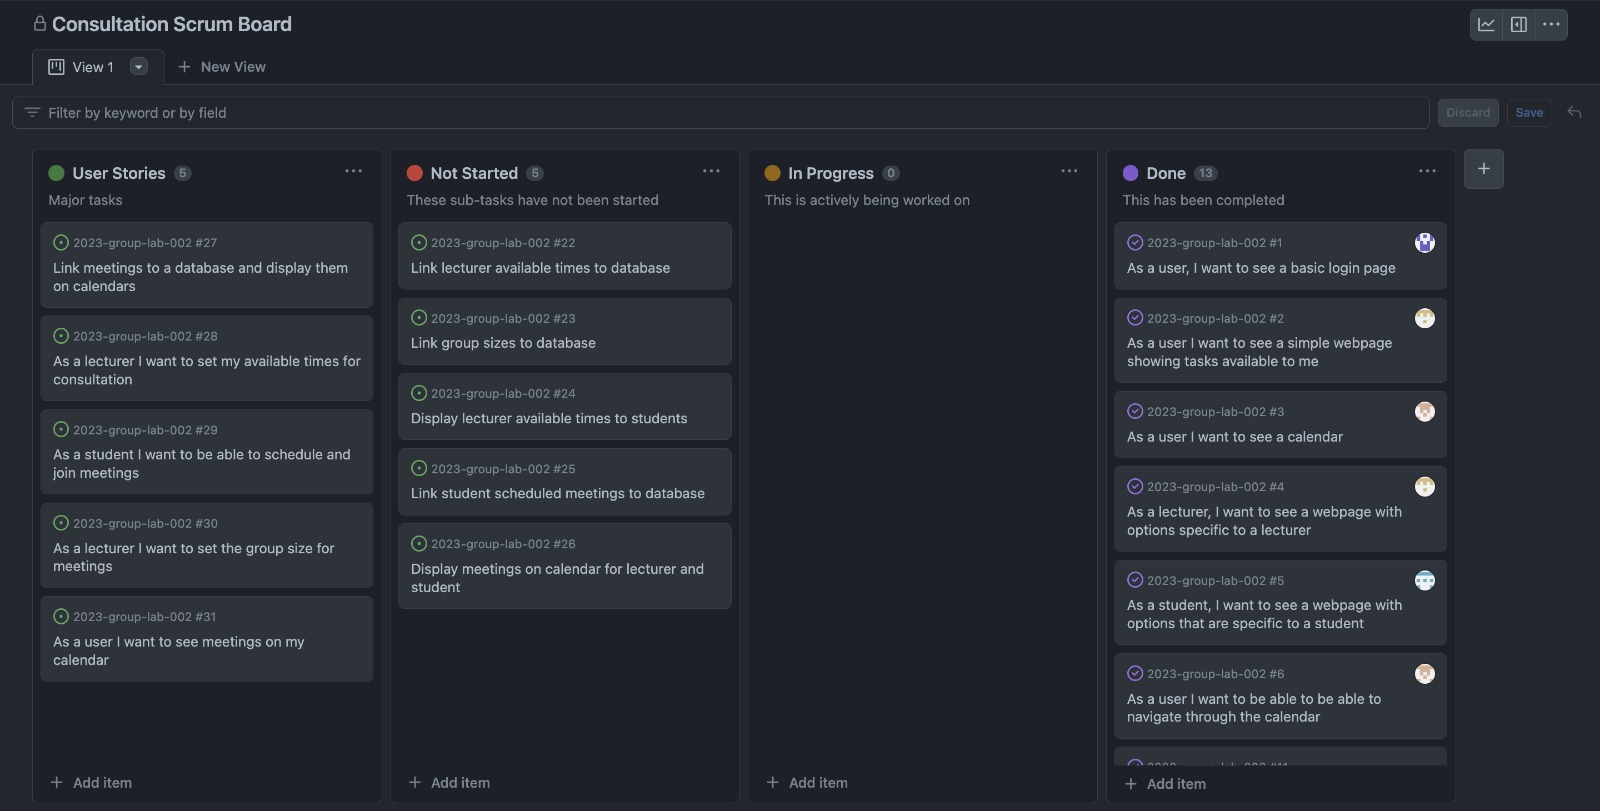 Consultation Scrum Board
View 1
New View
Filter by keyword or by field
Discard
Save
User Stories 5
Major tasks
2023-group-lab-002 #27
Link meetings to a database and display them
on calendars
2023-group-lab-002 #28
As a lecturer I want to set my available times for
consultation
2023-group-lab-002 #29
As a student I want to be able to schedule and
join meetings
2023-group-lab-002 #30
As a lecturer I want to set the group size for
meetings
2023-group-lab-002 #31
As a user I want to see meetings on my
calendar
Add item
Not Started 5
These sub-tasks have not been started
2023-group-lab-002 #22
Link lecturer available times to database
2023-group-lab-002 #23
Link group sizes to database
2023-group-lab-002 #24
Display lecturer available times to students
2023-group-lab-002 #25
Link student scheduled meetings to database
2023-group-lab-002 #26
Display meetings on calendar for lecturer and
student
Add item
In Progress 0
This is actively being worked on
Add item
Done 13
This has been completed
2023-group-lab-002 #1
As a user, I want to see a basic login page
2023-group-lab-002 #2
As a user I want to see a simple webpage
showing tasks available to me
2023-group-lab-002 #3
As a user I want to see a calendar
2023-group-lab-002 #4
As a lecturer, I want to see a webpage with
options specific to a lecturer
2023-group-lab-002 #5
As a student, I want to see a webpage with
options that are specific to a student
2023-group-lab-002 #6
As a user I want to be able to be able to
navigate through the calendar
Add item